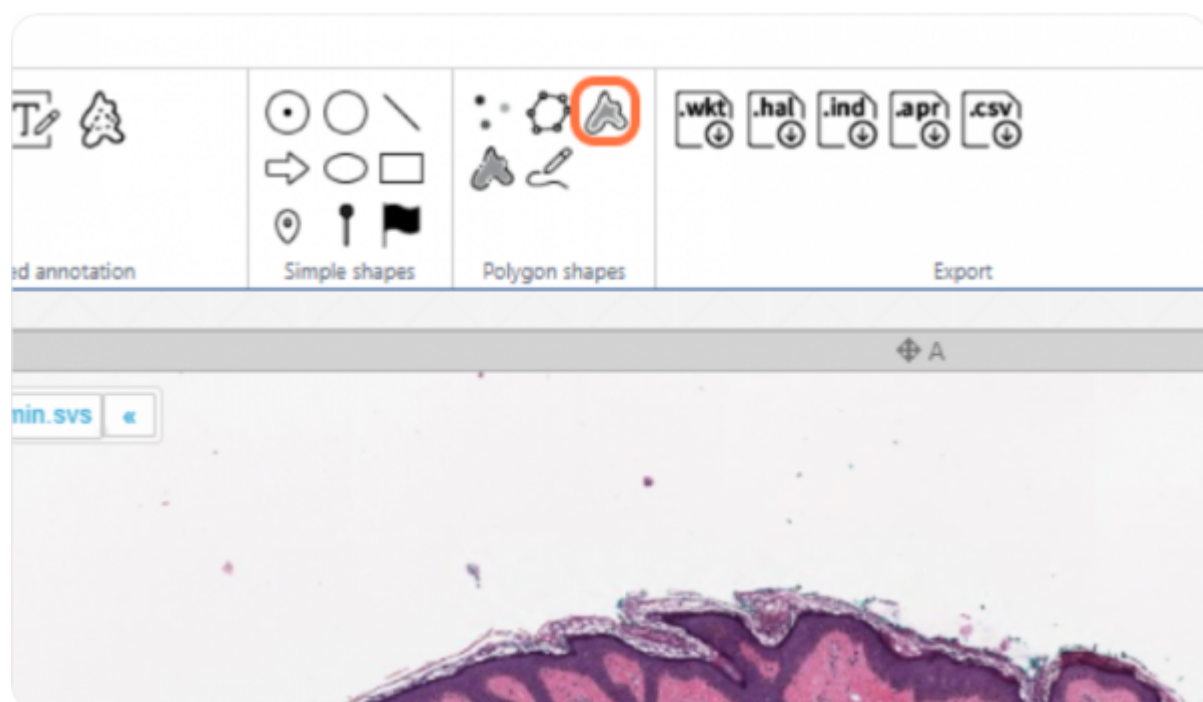 T
.wkt .hal .ind .apr .csv
ed annotation Simple shapes Polygon shapes Export
A
min.svs «